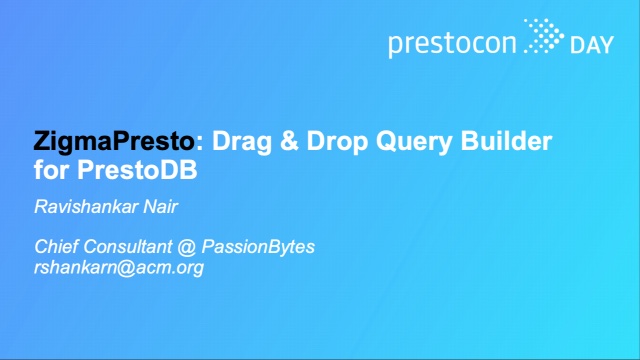 prestocon DAY
ZigmaPresto: Drag & Drop Query Builder
for PrestoDB
Ravishankar Nair
Chief Consultant @ PassionBytes
rshankarn@acm.org